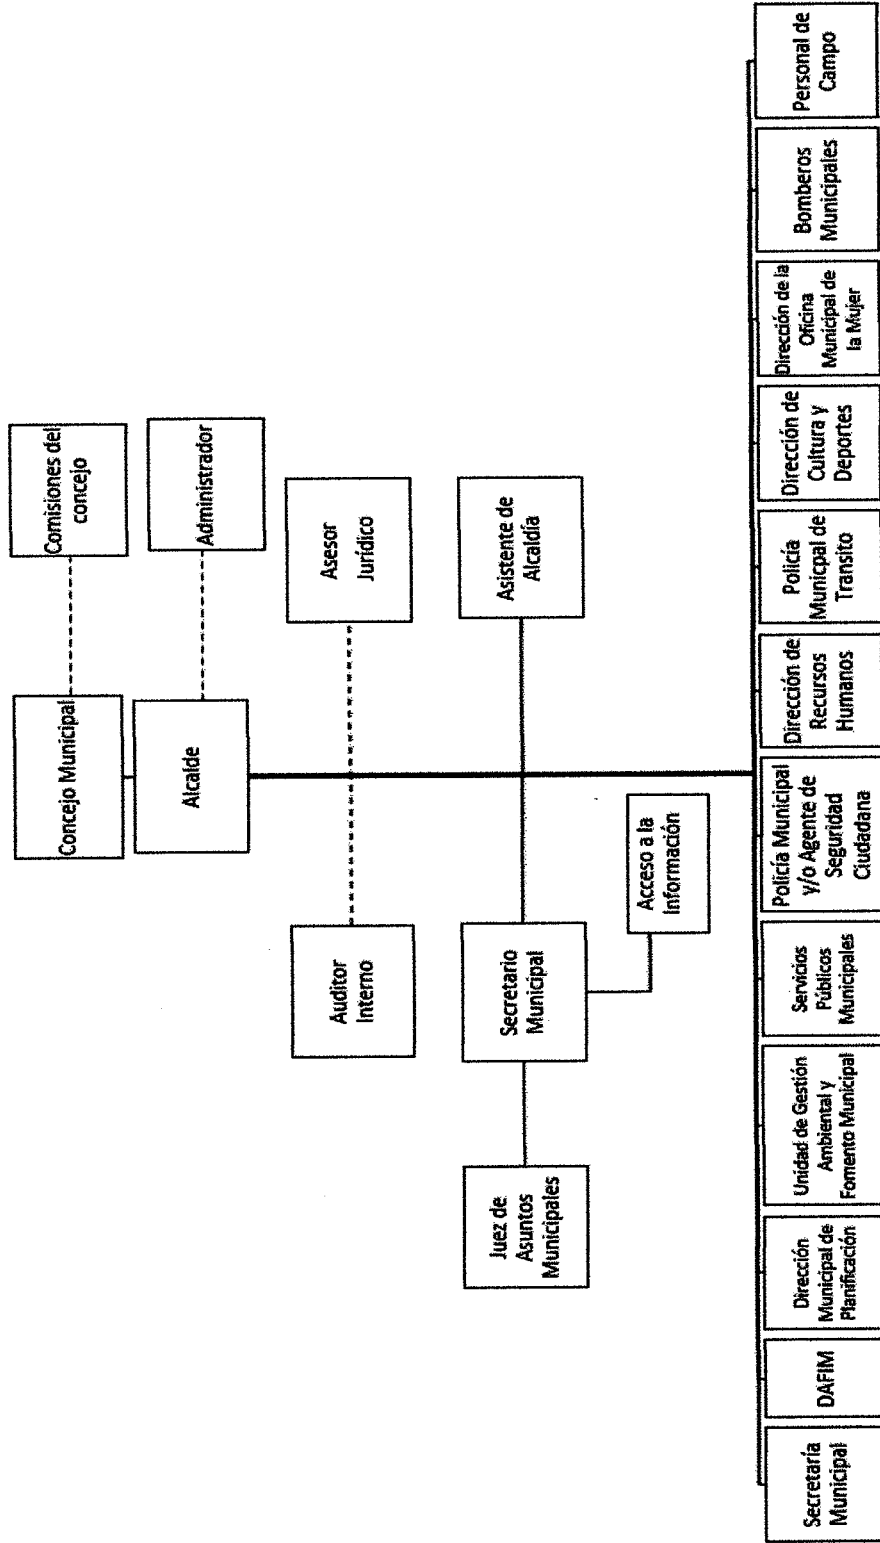 Concejo Municipal
Comisiones del
concejo
Alcalde
Administrador
Auditor
Interno
Asesor
Jurídico
Juez de
Asuntos
Municipales
Secretario
Municipal
Asistente de
Alcaldía
Acceso a la
Información
Secretaría
Municipal
DAFIM
Dirección
Municipal de
Planificación
Unidad de Gestión
Ambiental y
Fomento Municipal
Servicios
Públicos
Municipales
Policía Municipal
y/o Agente de
Seguridad
Ciudadana
Dirección de
Recursos
Humanos
Policía
Municpal de
Transito
Dirección de
Cultura y
Deportes
Dirección de la
Oficina
Municipal de
la Mujer
Bomberos
Municipales
Personal de
Campo